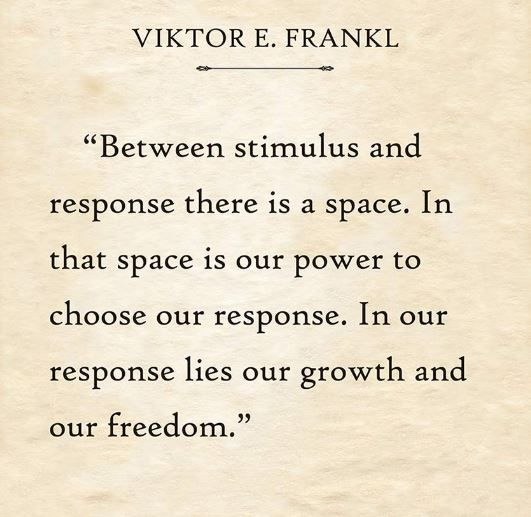 VIKTOR E. FRANKL
“Between stimulus and
response there is a space. In
that space is our power to
choose our response. In our
response lies our growth and
our freedom.”